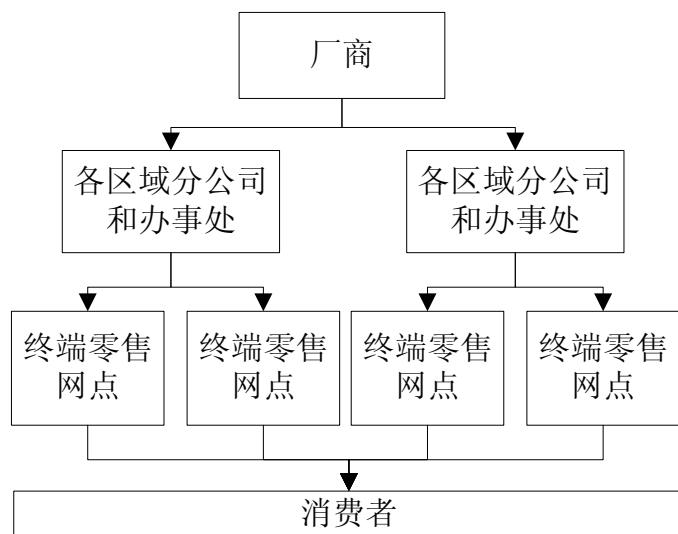 厂商
各区域分公司
和办事处
各区域分公司
和办事处
终端零售
网点
终端零售
网点
终端零售
网点
终端零售
网点
消费者